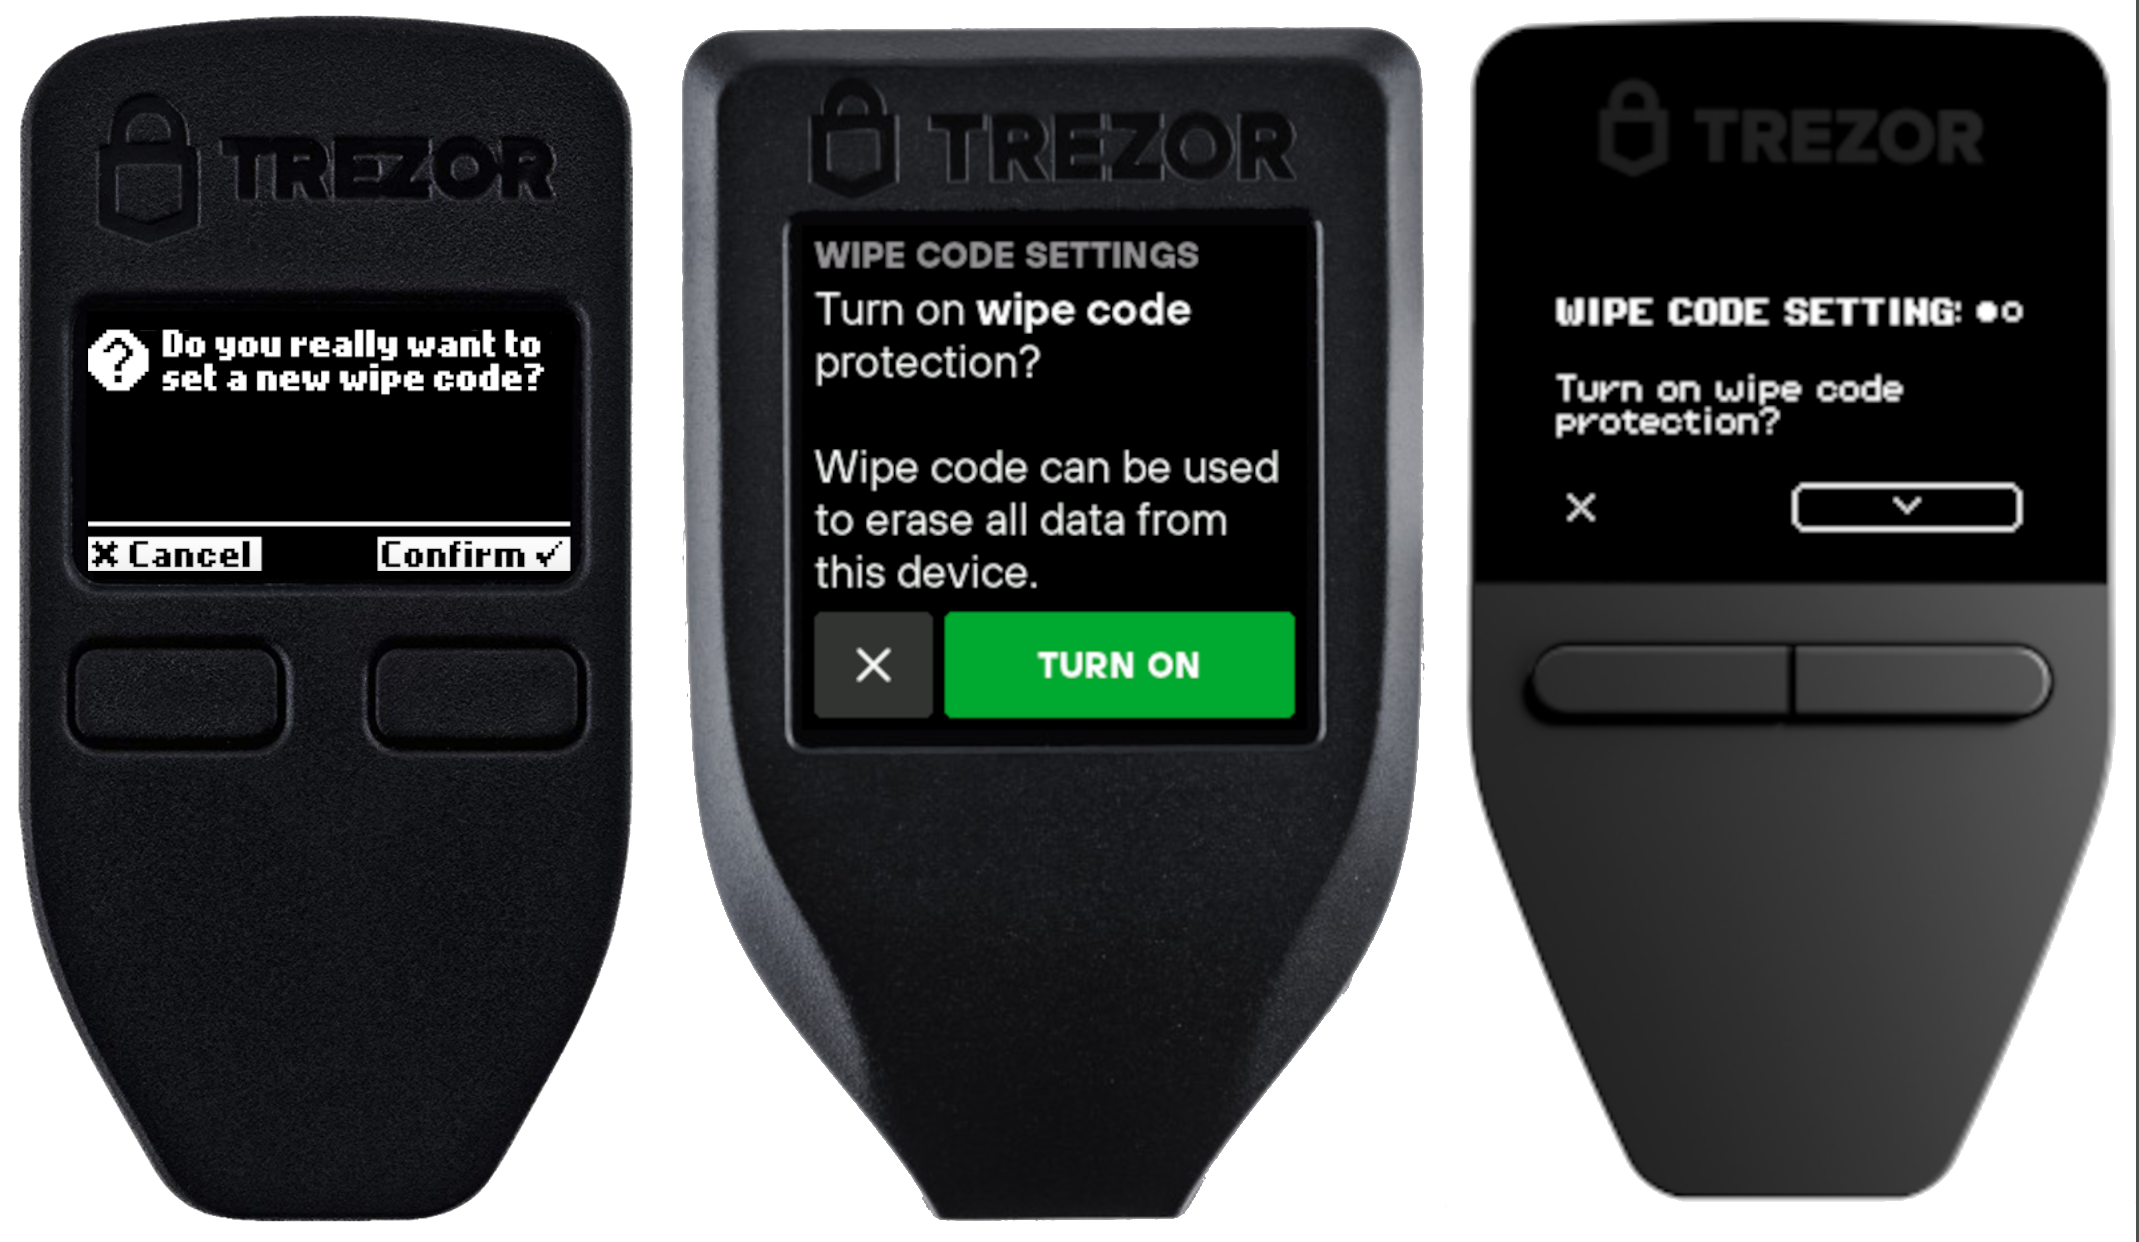 TREZOR
Do you really want to
set a new wipe code?
Cancel
Confirm
TREZOR
WIPE CODE SETTINGS
Turn on wipe code
protection?
Wipe code can be used
to erase all data from
this device.
TURN ON
TREZOR
WIPE CODE SETTING:
Turn on wipe code
protection?